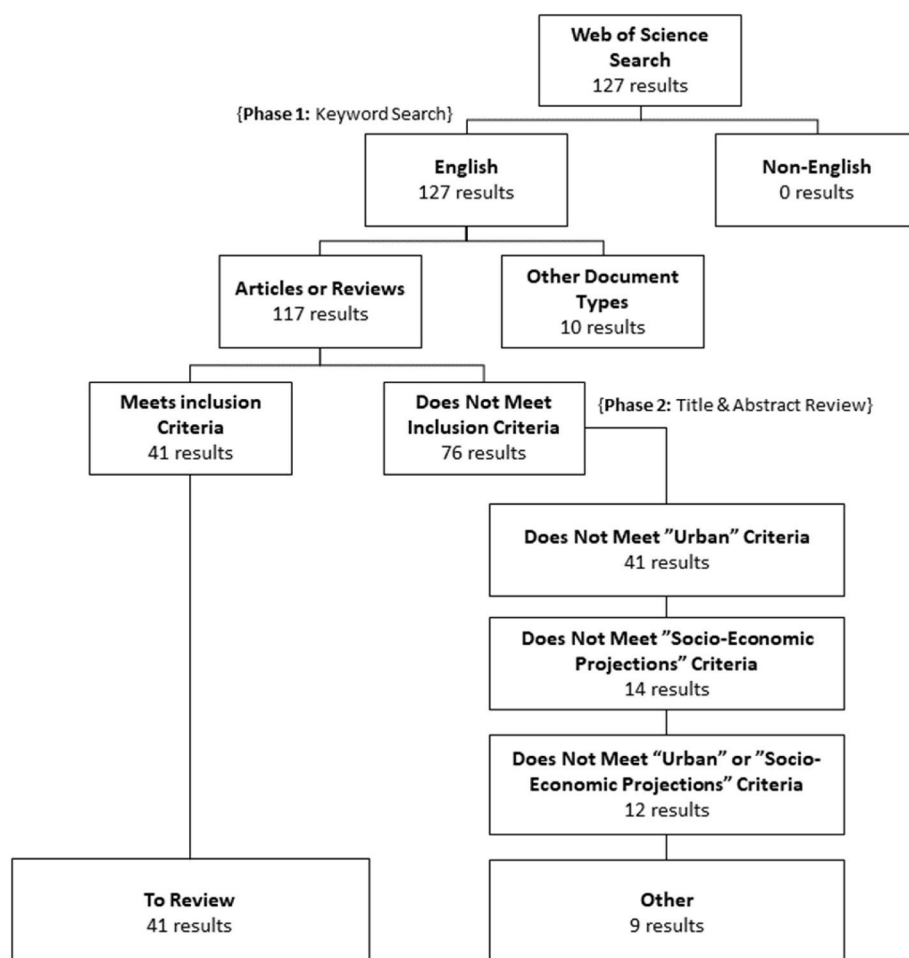 Web of Science
Search
127 results
{Phase 1: Keyword Search}
English
127 results
Non-English
0 results
Articles or Reviews
117 results
Other Document
Types
10 results
Meets inclusion
Criteria
41 results
Does Not Meet
Inclusion Criteria
76 results
{Phase 2: Title & Abstract Review}
Does Not Meet ”Urban” Criteria
41 results
Does Not Meet ”Socio-Economic
Projections” Criteria
14 results
Does Not Meet “Urban” or ”Socio-
Economic Projections” Criteria
12 results
To Review
41 results
Other
9 results